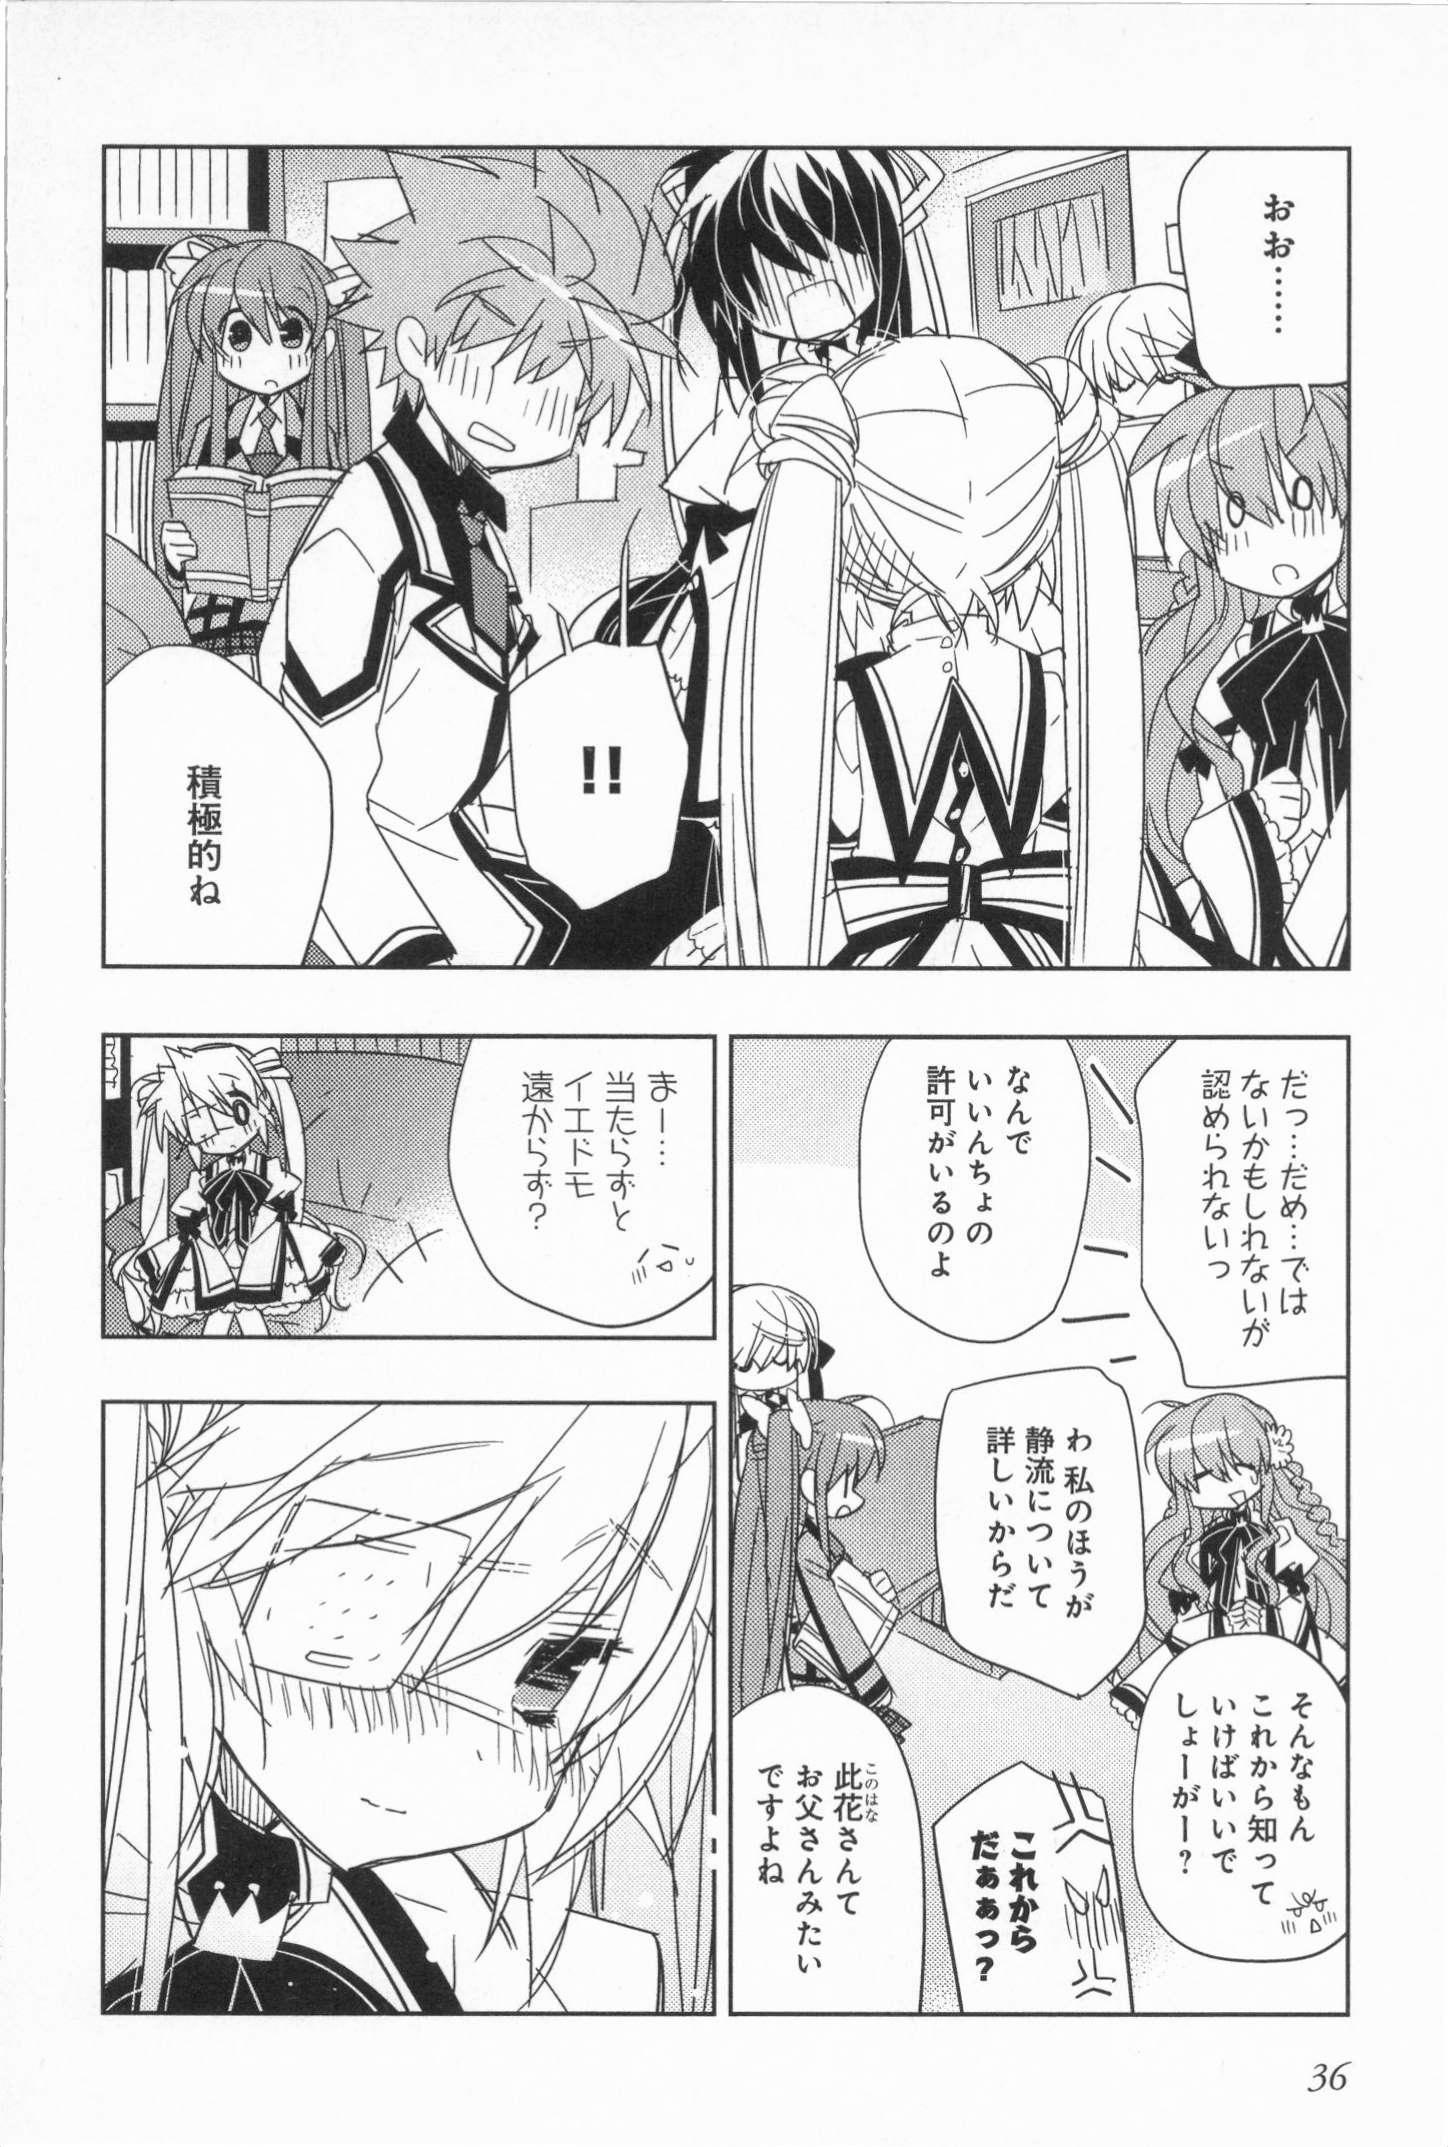 おお……
!!
積極的ね
だっ…だめ…では
ないかもしれないが
認められないっ
なんで
いいんちょの
許可がいるのよ
わ 私のほうが
静流について
詳しいからだ
そんなもん
これから知って
いけばいいで
しょーがー?
これから
だぁぁっ?
此花さんて
このはな
お父さんみたい
ですよね
まー…
当たらずと
イエドモ
遠からず?
36